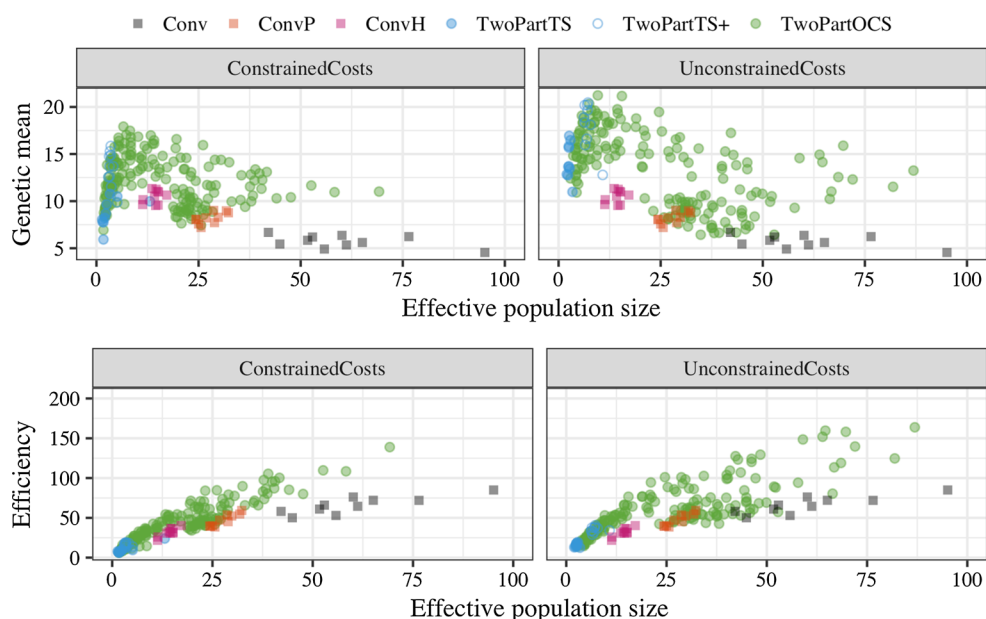 Conv ConvP ConvH TwoPartTS TwoPartTS+ TwoPartOCS
ConstrainedCosts UnconstrainedCosts
Genetic mean
20
15
10
5
0 25 50 75 100 0 25 50 75 100
Effective population size
ConstrainedCosts UnconstrainedCosts
Efficiency
200
150
100
50
0
0 25 50 75 100 0 25 50 75 100
Effective population size